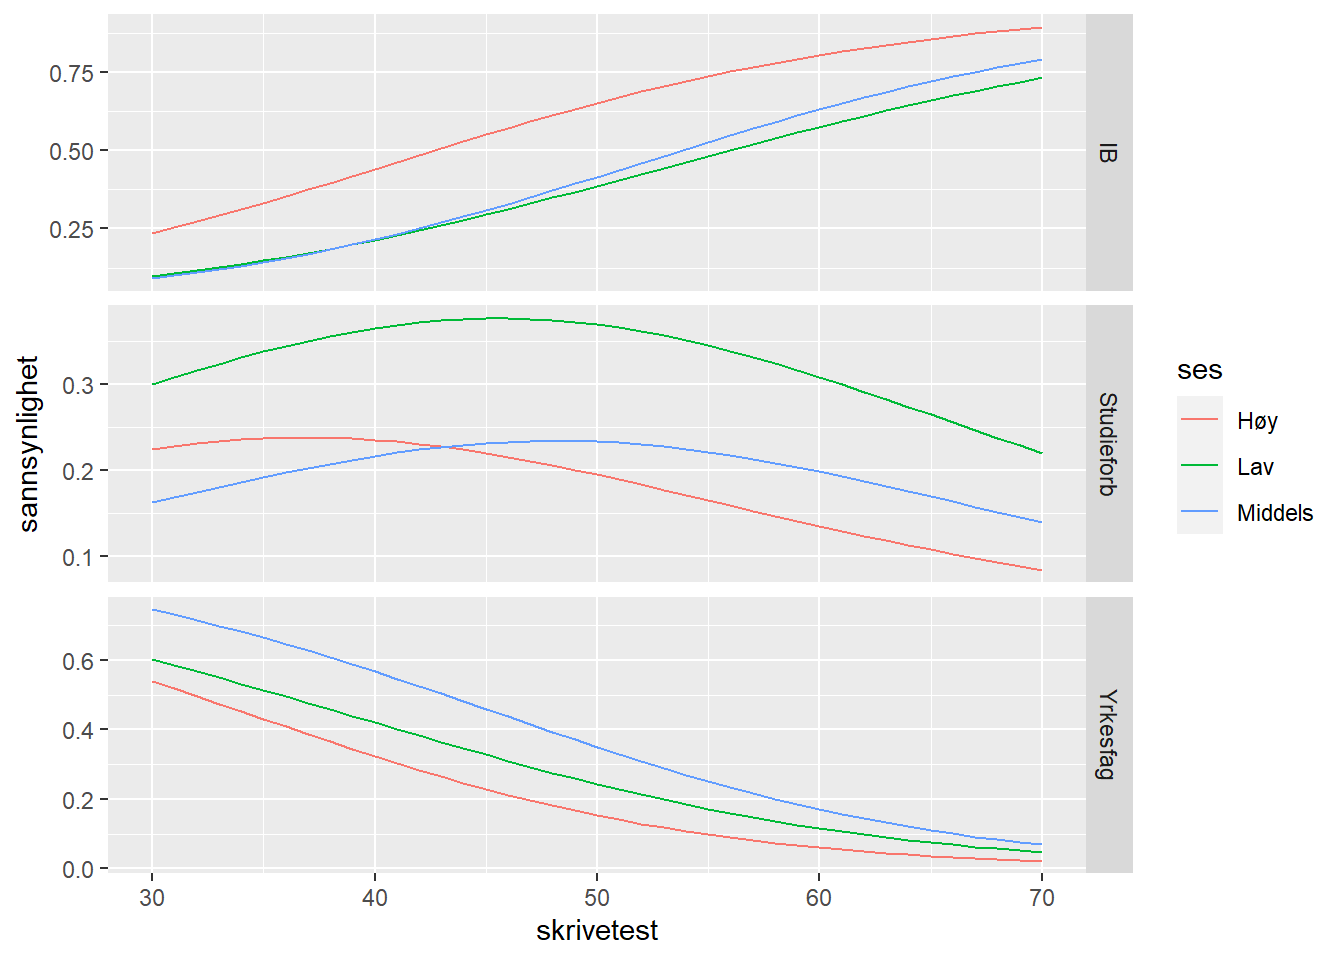 0.75
0.50
0.25
IB
0.3
0.2
0.1
Studieforb
0.6
0.4
0.2
0.0
Yrkesfag
30 40 50 60 70
skrivetest
sannsynlighet
ses
Høy
Lav
Middels